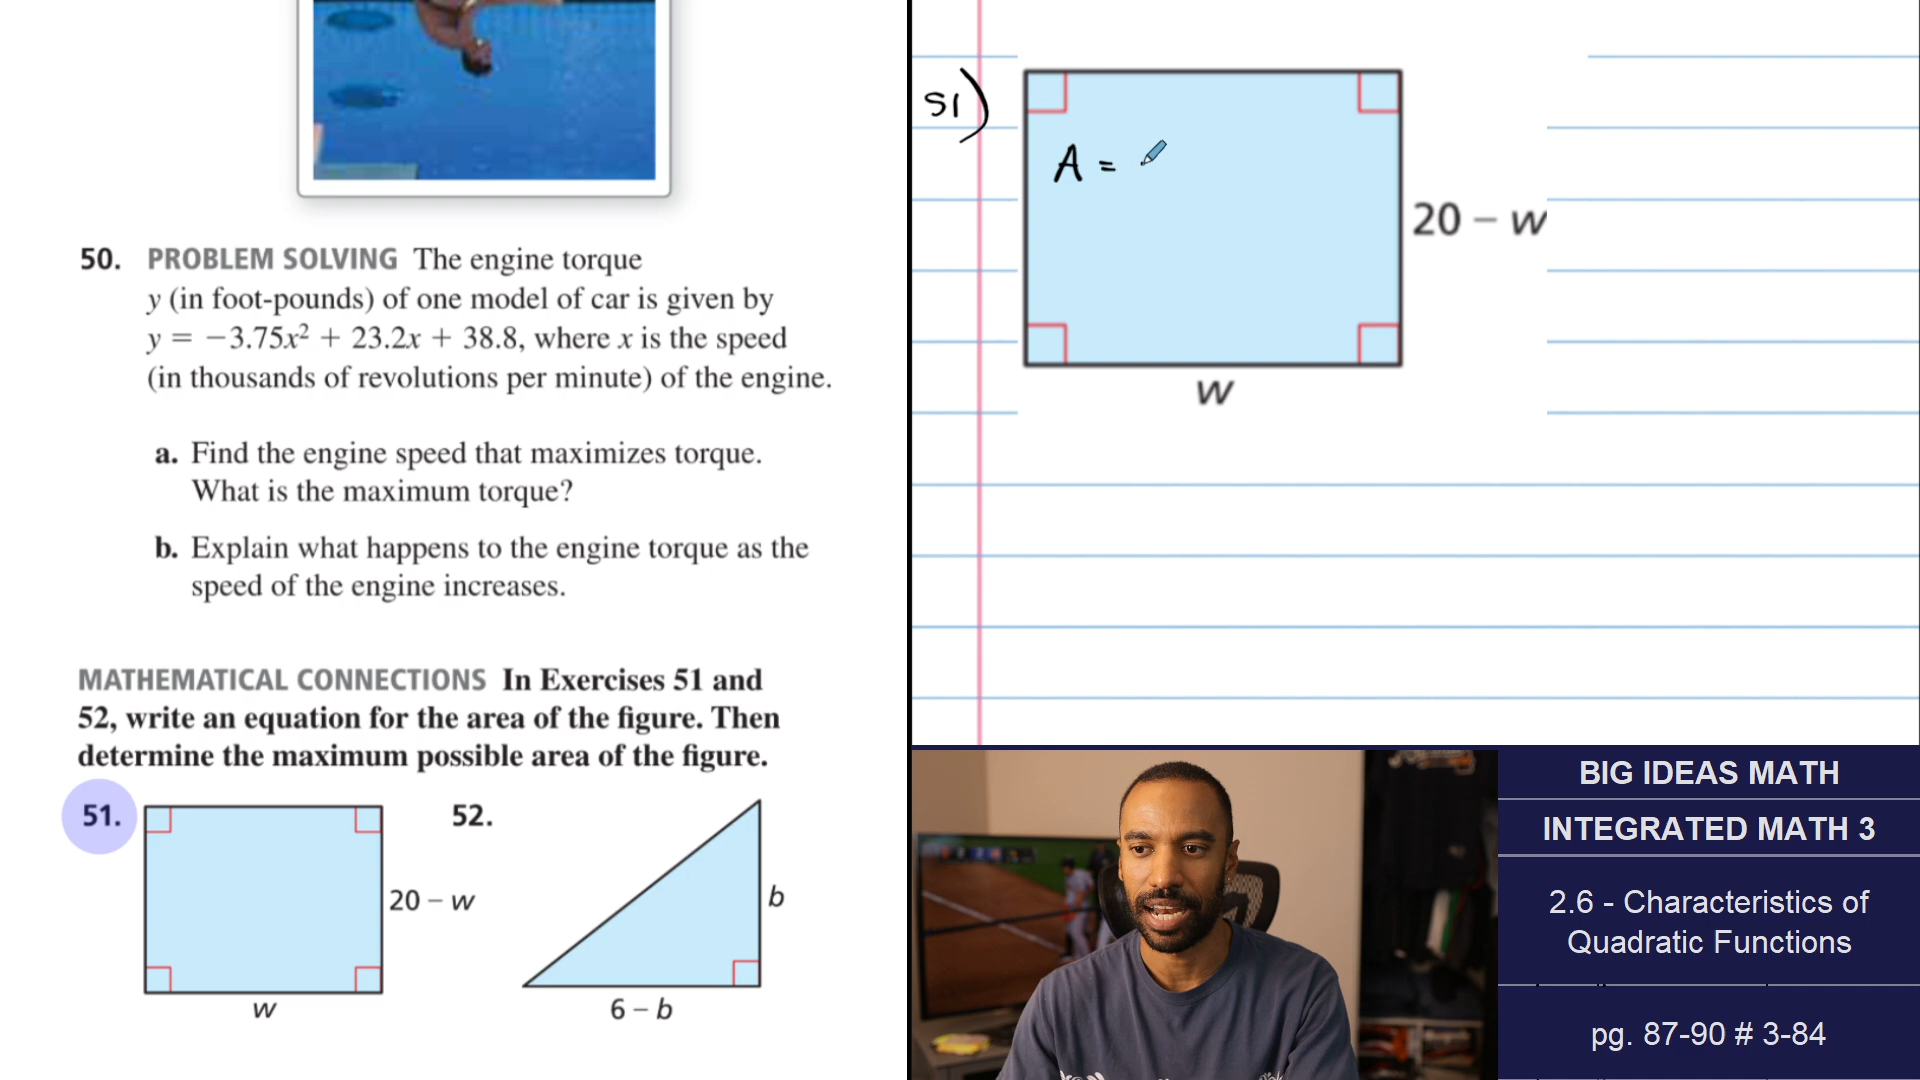 50. PROBLEM SOLVING The engine torque
y (in foot-pounds) of one model of car is given by
y = −3.75x² + 23.2x + 38.8, where x is the speed
(in thousands of revolutions per minute) of the engine.
a. Find the engine speed that maximizes torque.
What is the maximum torque?
b. Explain what happens to the engine torque as the
speed of the engine increases.
MATHEMATICAL CONNECTIONS In Exercises 51 and
52, write an equation for the area of the figure. Then
determine the maximum possible area of the figure.
51.
20 − w
w
52.
b
6 − b
51)
A =
20 − w
w
BIG IDEAS MATH
INTEGRATED MATH 3
2.6 - Characteristics of
Quadratic Functions
pg. 87-90 # 3-84